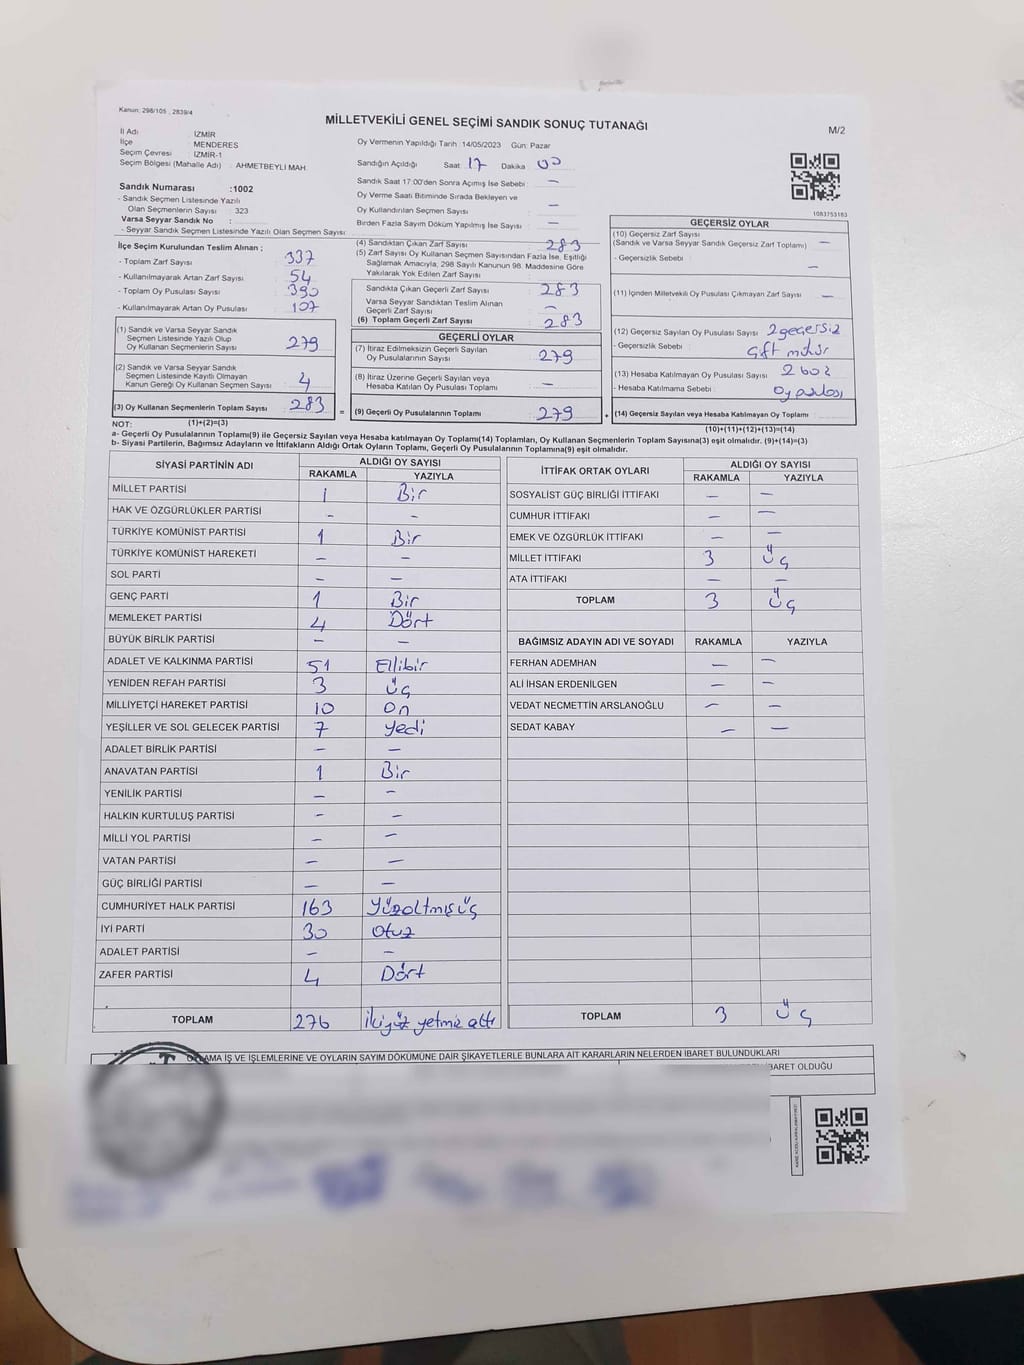 Kanun: 298/105 , 2839/4
MİLLETVEKİLİ GENEL SEÇİMİ SANDIK SONUÇ TUTANAĞI
M/2
İl Adı : İZMİR
İlçe : MENDERES
Seçim Çevresi : İZMİR-1
Seçim Bölgesi (Mahalle Adı) : AHMETBEYLİ MAH.
Sandık Numarası :1002
- Sandık Seçmen Listesinde Yazılı
Olan Seçmenlerin Sayısı : 323
Varsa Seyyar Sandık No :
- Seyyar Sandık Seçmen Listesinde Yazılı Olan Seçmen Sayısı :
Oy Vermenin Yapıldığı Tarih :14/05/2023 Gün: Pazar
Sandığın Açıldığı Saat: 17 Dakika : 00
Sandık Saat 17:00'den Sonra Açımış İse Sebebi : —
Oy Verme Saati Bitiminde Sırada Bekleyen ve
Oy Kullandırılan Seçmen Sayısı : —
Birden Fazla Sayım Döküm Yapılmış İse Sayısı : —
1083753183
İlçe Seçim Kurulundan Teslim Alınan ;
- Toplam Zarf Sayısı : 337
- Kullanılmayarak Artan Zarf Sayısı : 54
- Toplam Oy Pusulası Sayısı : 390
- Kullanılmayarak Artan Oy Pusulası : 107
(1) Sandık ve Varsa Seyyar Sandık
Seçmen Listesinde Yazılı Olup
Oy Kullanan Seçmenlerin Sayısı : 279
(2) Sandık ve Varsa Seyyar Sandık
Seçmen Listesinde Kayıtlı Olmayan
Kanun Gereği Oy Kullanan Seçmen Sayısı : 4
(3) Oy Kullanan Seçmenlerin Toplam Sayısı : 283
(1)+(2)=(3)
(4) Sandıktan Çıkan Zarf Sayısı : 283
(5) Zarf Sayısı Oy Kullanan Seçmen Sayısından Fazla İse, Eşitliği
Sağlamak Amacıyla, 298 Sayılı Kanunun 98. Maddesine Göre
Yakılarak Yok Edilen Zarf Sayısı :
Sandıkta Çıkan Geçerli Zarf Sayısı : 283
Varsa Seyyar Sandıktan Teslim Alınan
Geçerli Zarf Sayısı : —
(6) Toplam Geçerli Zarf Sayısı : 283
GEÇERLİ OYLAR
(7) İtiraz Edilmeksizin Geçerli Sayılan
Oy Pusulalarının Sayısı : 279
(8) İtiraz Üzerine Geçerli Sayılan veya
Hesaba Katılan Oy Pusulası Toplamı : —
= (9) Geçerli Oy Pusulalarının Toplamı : 279
GEÇERSİZ OYLAR
(10) Geçersiz Zarf Sayısı
(Sandık ve Varsa Seyyar Sandık Geçersiz Zarf Toplamı) : —
- Geçersizlik Sebebi : —
(11) İçinden Milletvekili Oy Pusulası Çıkmayan Zarf Sayısı : —
(12) Geçersiz Sayılan Oy Pusulası Sayısı : 2 geçersiz
- Geçersizlik Sebebi : çift mühür
(13) Hesaba Katılmayan Oy Pusulası Sayısı : 2 boz
- Hesaba Katılmama Sebebi : Oy pusulası
+ (14) Geçersiz Sayılan veya Hesaba Katılmayan Oy Toplamı :
(10)+(11)+(12)+(13)=(14)
NOT:
a- Geçerli Oy Pusulalarının Toplamı(9) ile Geçersiz Sayılan veya Hesaba katılmayan Oy Toplamı(14) Toplamları, Oy Kullanan Seçmenlerin Toplam Sayısına(3) eşit olmalıdır. (9)+(14)=(3)
b- Siyasi Partilerin, Bağımsız Adayların ve İttifakların Aldığı Ortak Oyların Toplamı, Geçerli Oy Pusulalarının Toplamına(9) eşit olmalıdır.
SİYASİ PARTİNİN ADI ALDIĞI OY SAYISI
RAKAMLA YAZIYLA
MİLLET PARTİSİ 1 Bir
HAK VE ÖZGÜRLÜKLER PARTİSİ - -
TÜRKİYE KOMÜNİST PARTİSİ 1 Bir
TÜRKİYE KOMÜNİST HAREKETİ — —
SOL PARTİ — —
GENÇ PARTİ 1 Bir
MEMLEKET PARTİSİ 4 Dört
BÜYÜK BİRLİK PARTİSİ — —
ADALET VE KALKINMA PARTİSİ 51 Ellibir
YENİDEN REFAH PARTİSİ 3 üç
MİLLİYETÇİ HAREKET PARTİSİ 10 On
YEŞİLLER VE SOL GELECEK PARTİSİ 7 yedi
ADALET BİRLİK PARTİSİ — —
ANAVATAN PARTİSİ 1 Bir
YENİLİK PARTİSİ — —
HALKIN KURTULUŞ PARTİSİ — —
MİLLİ YOL PARTİSİ — —
VATAN PARTİSİ — —
GÜÇ BİRLİĞİ PARTİSİ — —
CUMHURİYET HALK PARTİSİ 163 Yüzaltmışüç
İYİ PARTİ 30 Otuz
ADALET PARTİSİ — —
ZAFER PARTİSİ 4 Dört
TOPLAM 276 İkiyüz yetmiz altı
İTTİFAK ORTAK OYLARI ALDIĞI OY SAYISI
RAKAMLA YAZIYLA
SOSYALİST GÜÇ BİRLİĞİ İTTİFAKI — —
CUMHUR İTTİFAKI — —
EMEK VE ÖZGÜRLÜK İTTİFAKI — —
MİLLET İTTİFAKI 3 Üç
ATA İTTİFAKI — —
TOPLAM 3 Üç
BAĞIMSIZ ADAYIN ADI VE SOYADI RAKAMLA YAZIYLA
FERHAN ADEMHAN — —
ALİ İHSAN ERDENİLGEN — —
VEDAT NECMETTİN ARSLANOĞLU — —
SEDAT KABAY — —
TOPLAM 3 Üç
LAMA İŞ VE İŞLEMLERİNE VE OYLARIN SAYIM DÖKÜMÜNE DAİR ŞİKAYETLERLE BUNLARA AİT KARARLARIN NELERDEN İBARET BULUNDUKLARI
İBARET OLDUĞU